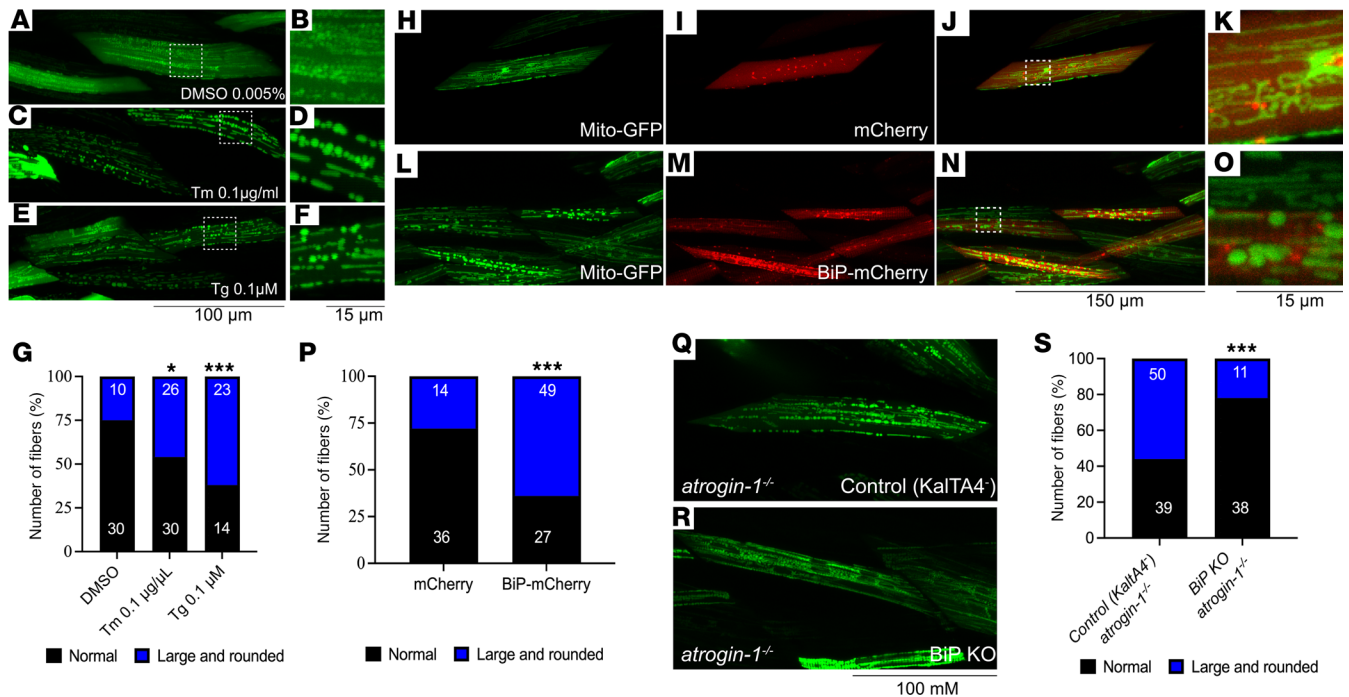 A
B
DMSO 0.005%
C
D
Tm 0.1µg/ml
E
F
Tg 0.1µM
100 µm
15 µm
H
I
J
K
Mito-GFP
mCherry
L
M
N
O
Mito-GFP
BiP-mCherry
150 µm
15 µm
G
* ***
Number of fibers (%)
100
75
50
25
0
10
26
23
30
30
14
DMSO
Tm 0.1 µg/µL
Tg 0.1 µM
Normal
Large and rounded
P
***
Number of fibers (%)
100
75
50
25
0
14
49
36
27
mCherry
BiP-mCherry
Normal
Large and rounded
Q
atrogin-1-/-
Control (KalTA4-)
R
atrogin-1-/-
BiP KO
100 mM
S
***
Number of fibers (%)
100
80
60
40
20
0
50
11
39
38
Control (KaltA4-)
atrogin-1-/-
BiP KO
atrogin-1-/-
Normal
Large and rounded